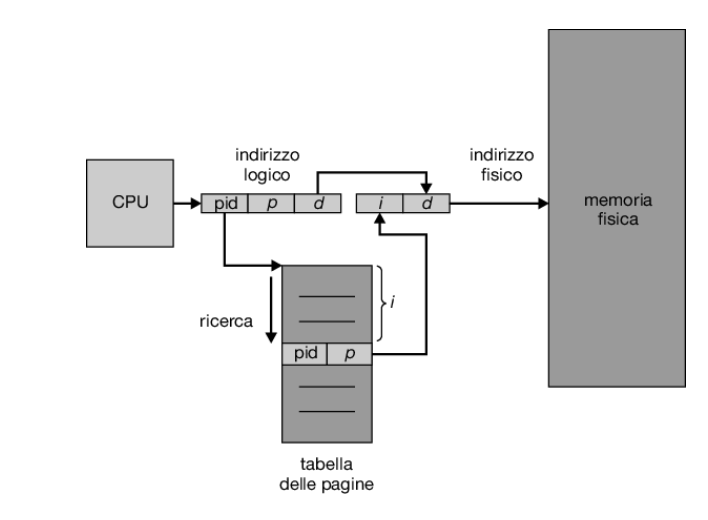 indirizzo
logico
indirizzo
fisico
CPU
pid p d
i d
memoria
fisica
ricerca
i
pid p
tabella
delle pagine